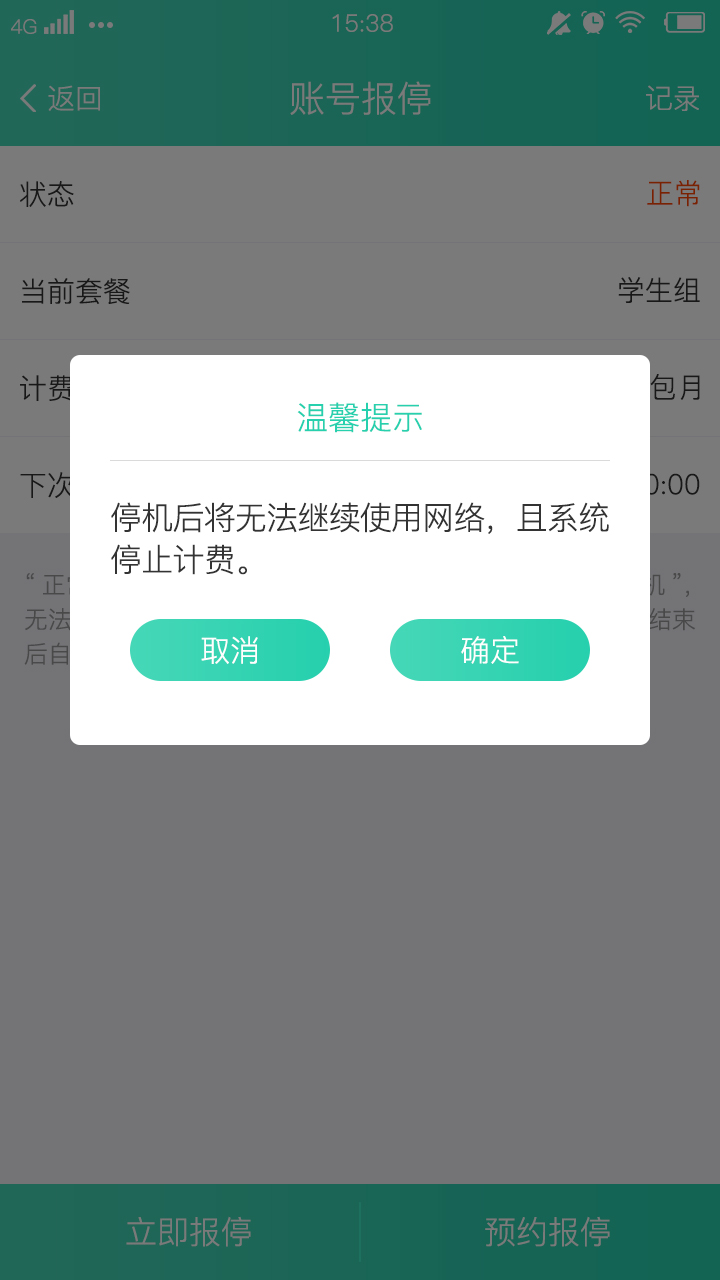 4G
15:38
返回
账号报停
记录
状态
正常
当前套餐
学生组
计费
包月
下次
0:00
温馨提示
停机后将无法继续使用网络，且系统
停止计费。
取消
确定
“正
机”，
无法
结束
后自
立即报停
预约报停